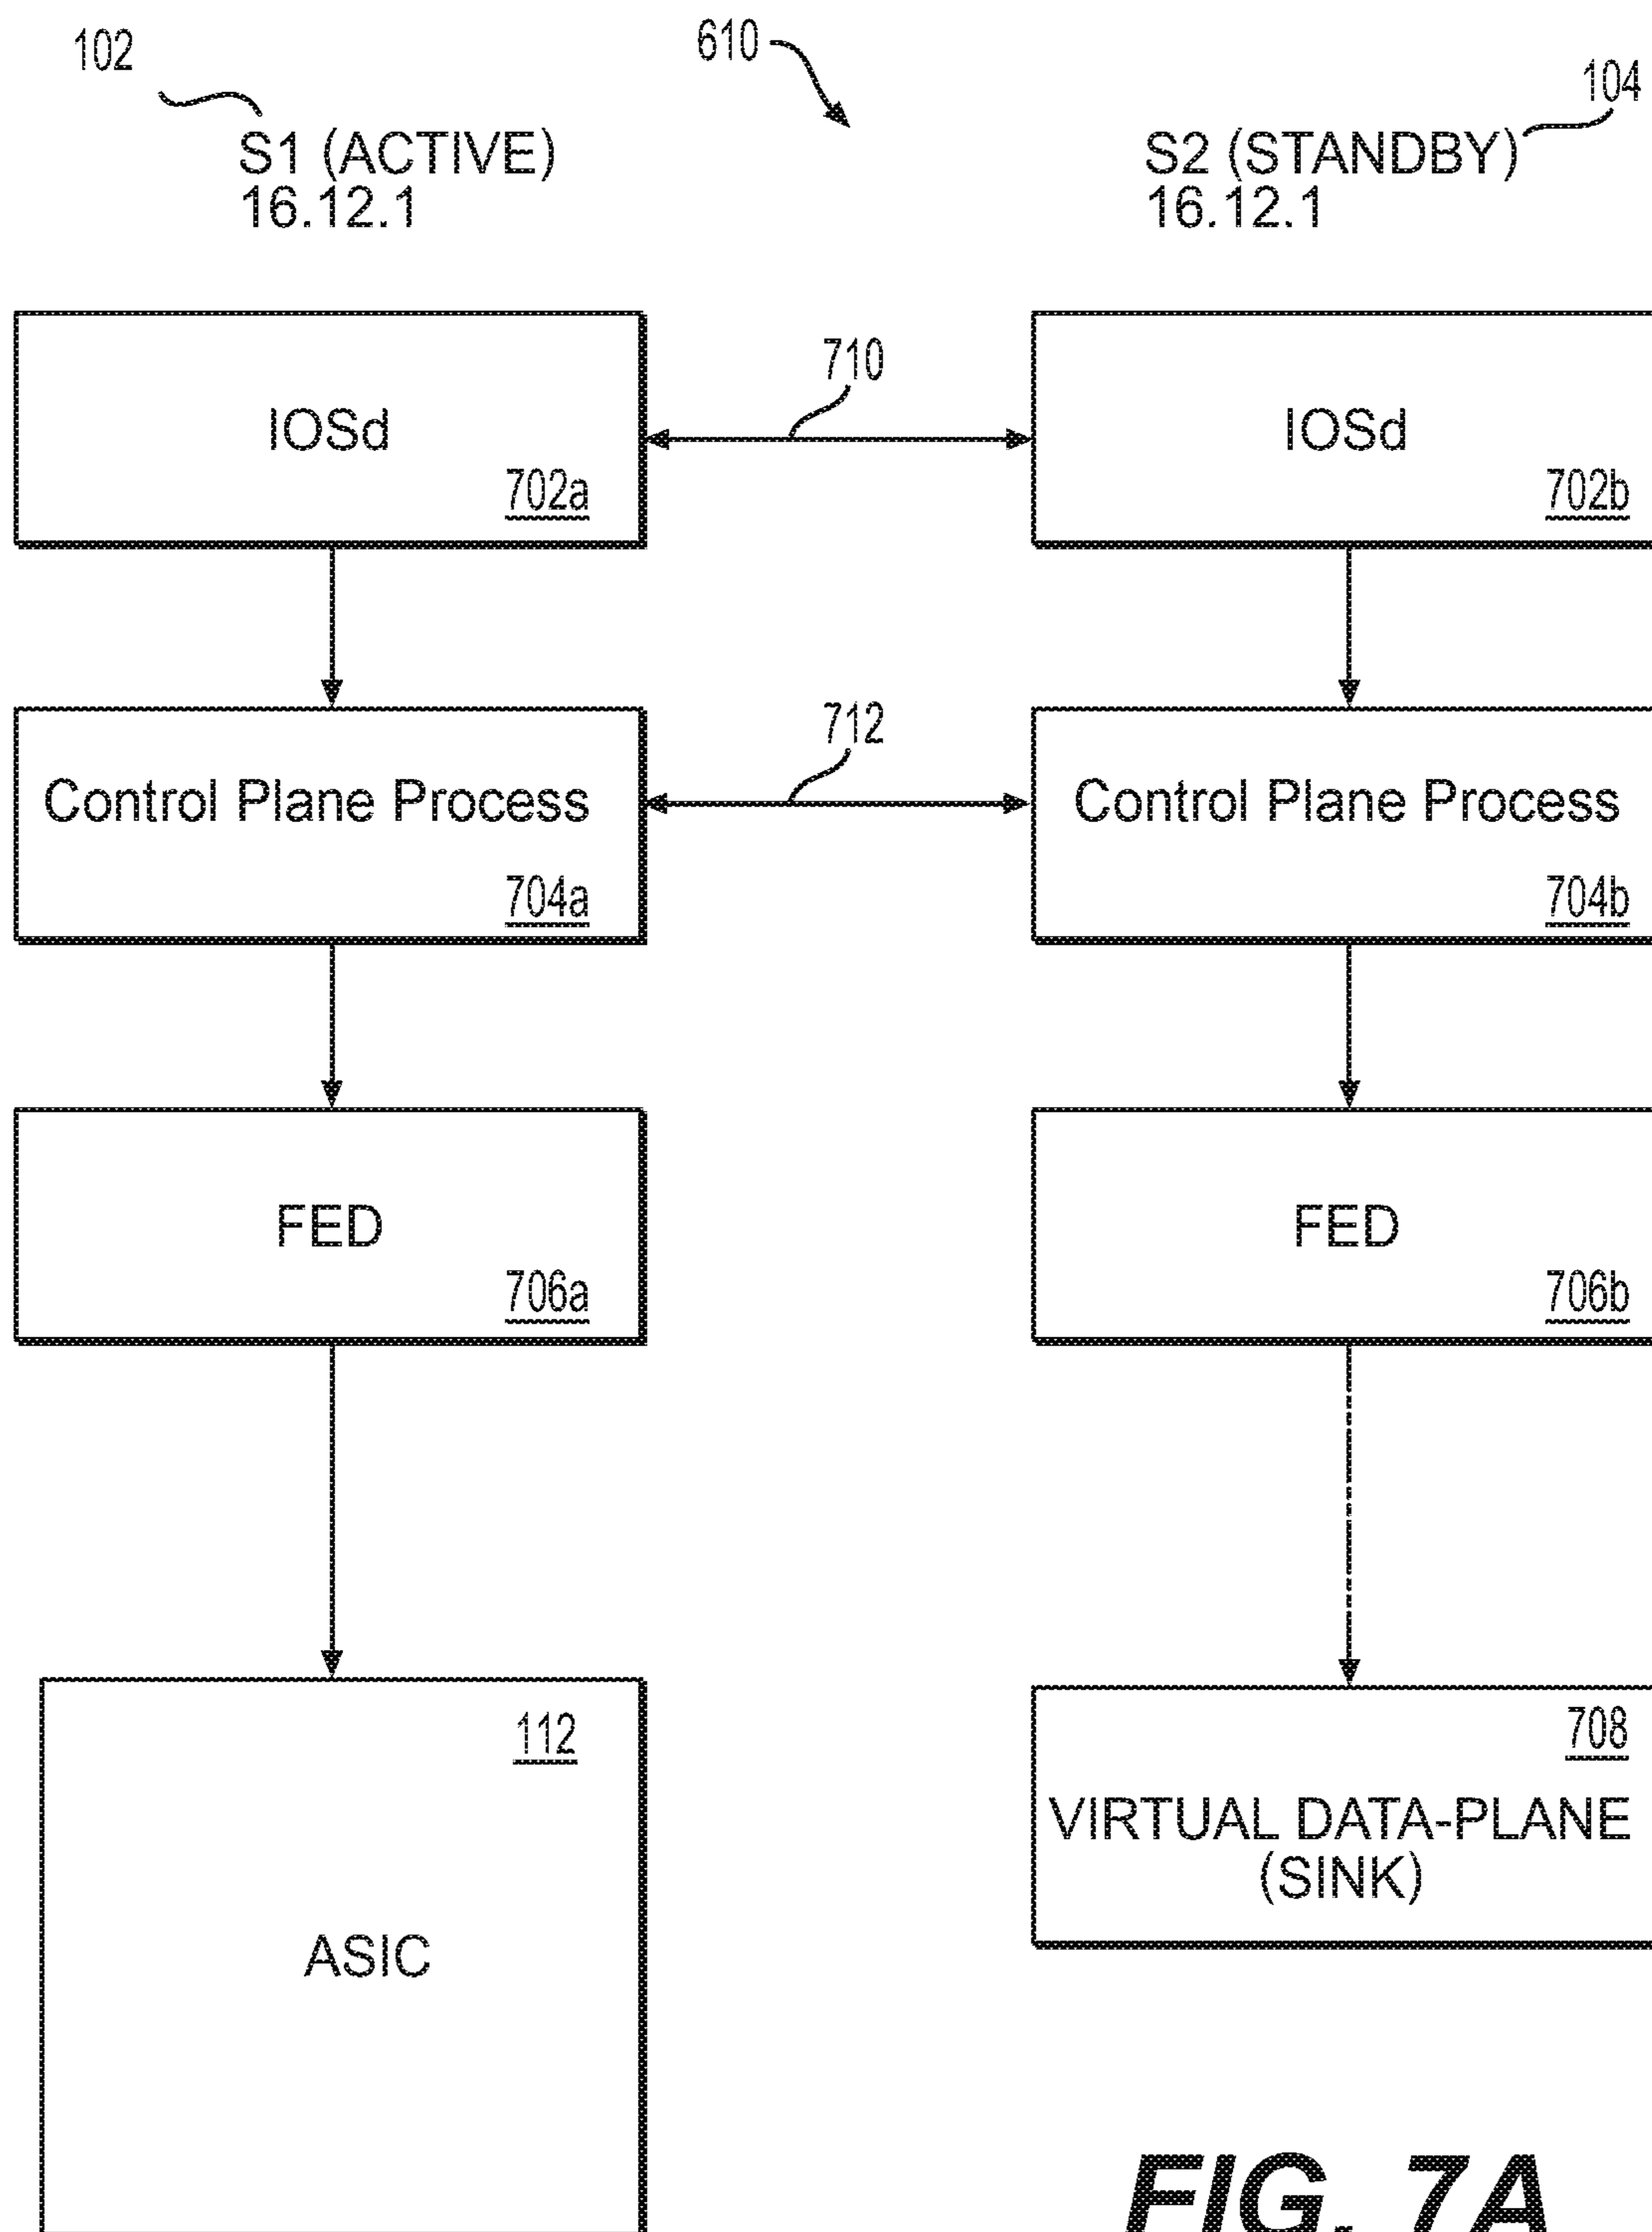 102
610
104
S1 (ACTIVE)
16.12.1
S2 (STANDBY)
16.12.1
710
IOSd
702a
IOSd
702b
712
Control Plane Process
704a
Control Plane Process
704b
FED
706a
FED
706b
112
ASIC
708
VIRTUAL DATA-PLANE
(SINK)
FIG. 7A